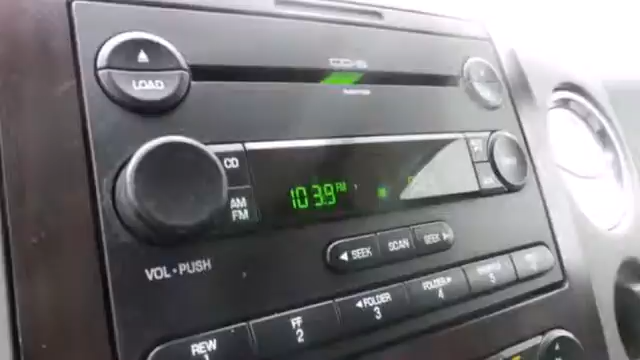 LOAD
CD
AM
FM
103.9 FM
SEEK
SCAN
SEEK
VOL•PUSH
REW
1
FF
2
FOLDER
3
FOLDER
4
5